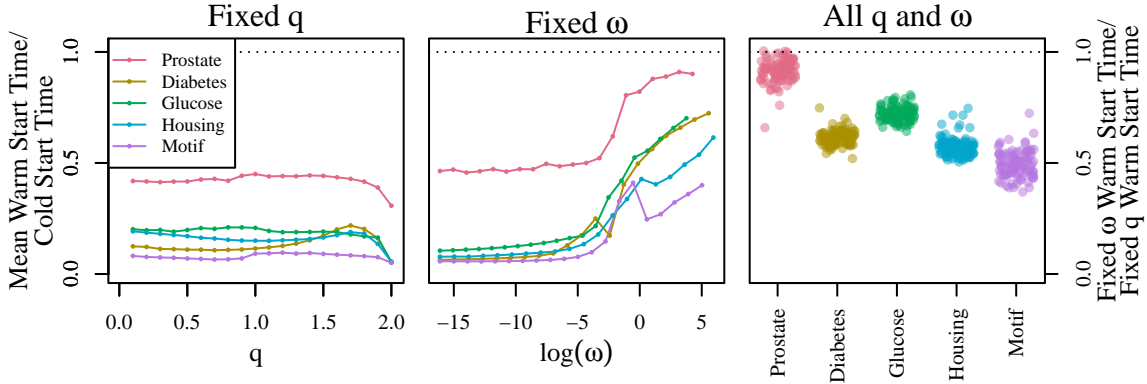 Fixed q
Fixed ω
All q and ω
Mean Warm Start Time/
Cold Start Time
0.0
0.5
1.0
Prostate
Diabetes
Glucose
Housing
Motif
0.0
0.5
1.0
1.5
2.0
q
−15
−10
−5
0
5
log(ω)
Prostate
Diabetes
Glucose
Housing
Motif
0.0
0.5
1.0
Fixed ω Warm Start Time/
Fixed q Warm Start Time